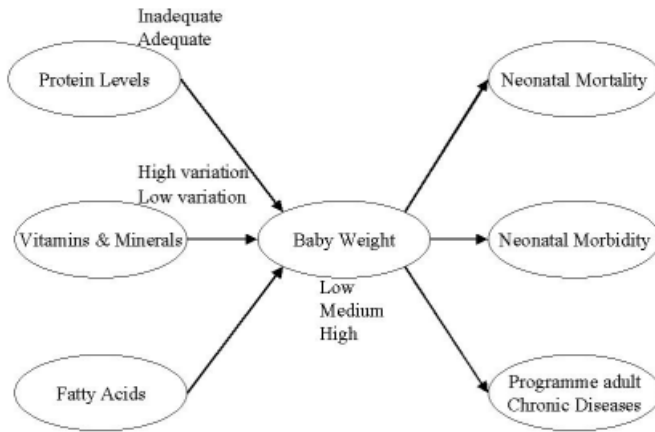 Inadequate
Adequate
Protein Levels
Neonatal Mortality
High variation
Low variation
Vitamins & Minerals
Baby Weight
Neonatal Morbidity
Low
Medium
High
Fatty Acids
Programme adult
Chronic Diseases